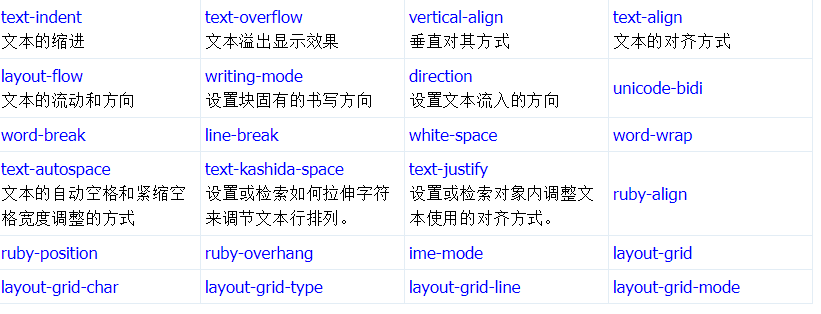 text-indent
文本的缩进
text-overflow
文本溢出显示效果
vertical-align
垂直对其方式
text-align
文本的对齐方式
layout-flow
文本的流动和方向
writing-mode
设置块固有的书写方向
direction
设置文本流入的方向
unicode-bidi
word-break
line-break
white-space
word-wrap
text-autospace
文本的自动空格和紧缩空
格宽度调整的方式
text-kashida-space
设置或检索如何拉伸字符
来调节文本行排列。
text-justify
设置或检索对象内调整文
本使用的对齐方式。
ruby-align
ruby-position
ruby-overhang
ime-mode
layout-grid
layout-grid-char
layout-grid-type
layout-grid-line
layout-grid-mode